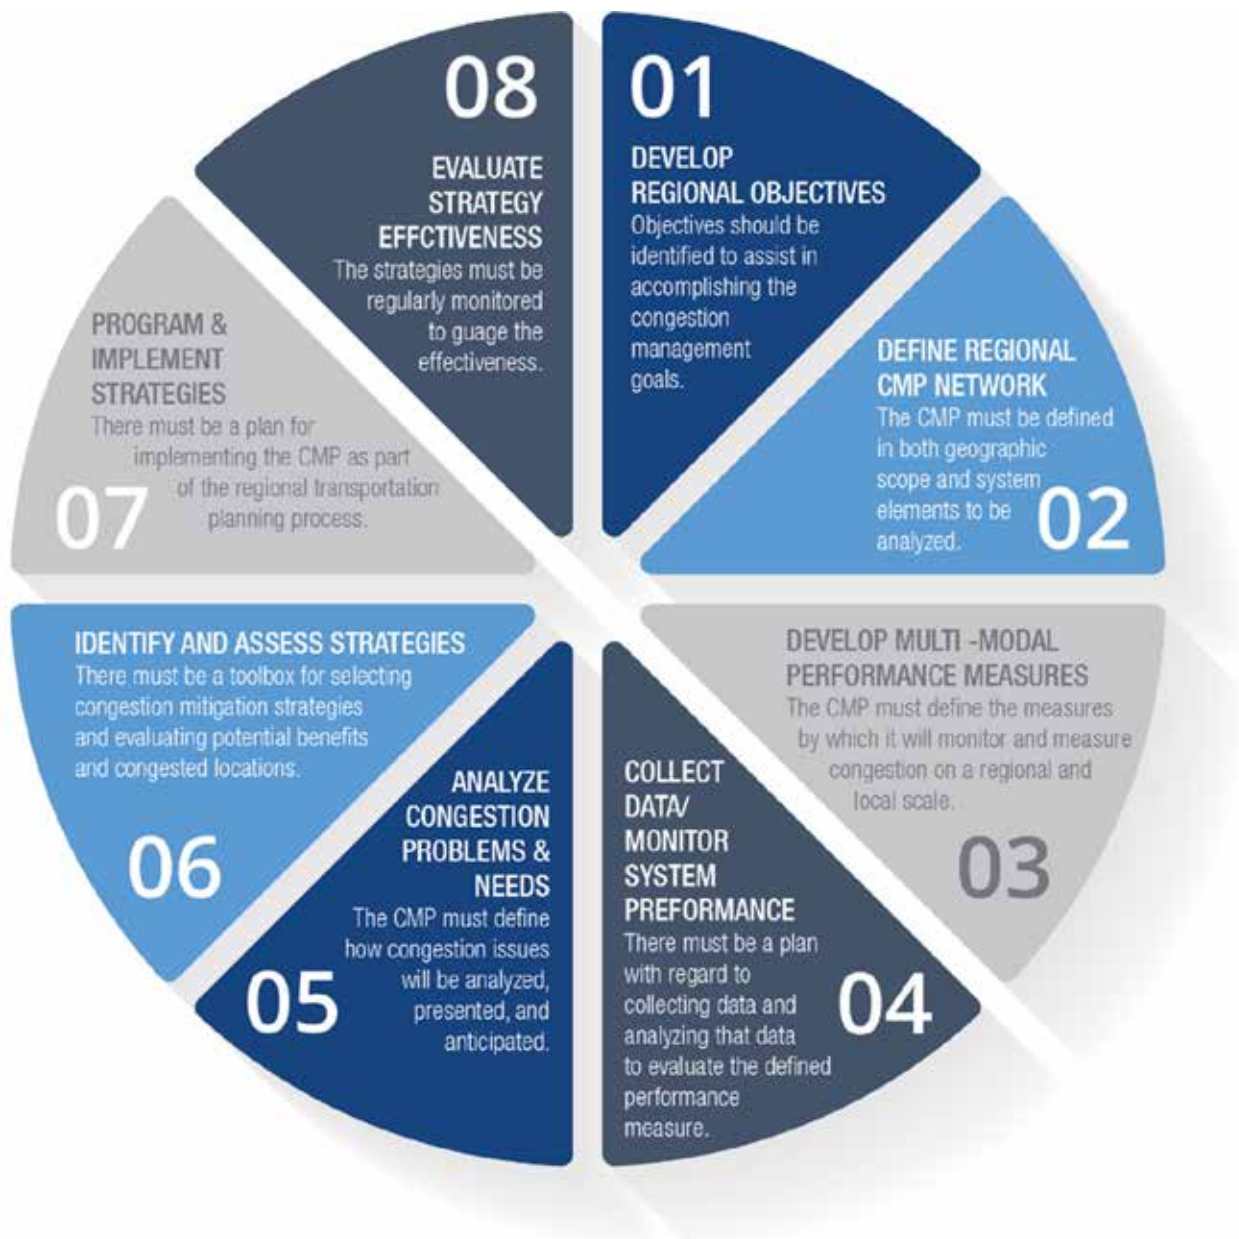 01
DEVELOP
REGIONAL OBJECTIVES
Objectives should be
identified to assist in
accomplishing the
congestion
management
goals.
DEFINE REGIONAL
CMP NETWORK
The CMP must be defined
in both geographic
scope and system
elements to be
analyzed.
02
DEVELOP MULTI -MODAL
PERFORMANCE MEASURES
The CMP must define the measures
by which it will monitor and measure
congestion on a regional and
local scale.
03
COLLECT
DATA/
MONITOR
SYSTEM
PREFORMANCE
There must be a plan
with regard to
collecting data and
analyzing that data
to evaluate the defined
performance
measure.
04
ANALYZE
CONGESTION
PROBLEMS &
NEEDS
The CMP must define
how congestion issues
will be analyzed,
presented, and
anticipated.
05
IDENTIFY AND ASSESS STRATEGIES
There must be a toolbox for selecting
congestion mitigation strategies
and evaluating potential benefits
and congested locations.
06
PROGRAM &
IMPLEMENT
STRATEGIES
There must be a plan for
implementing the CMP as part
of the regional transportation
planning process.
07
08
EVALUATE
STRATEGY
EFFCTIVENESS
The strategies must be
regularly monitored
to guage the
effectiveness.